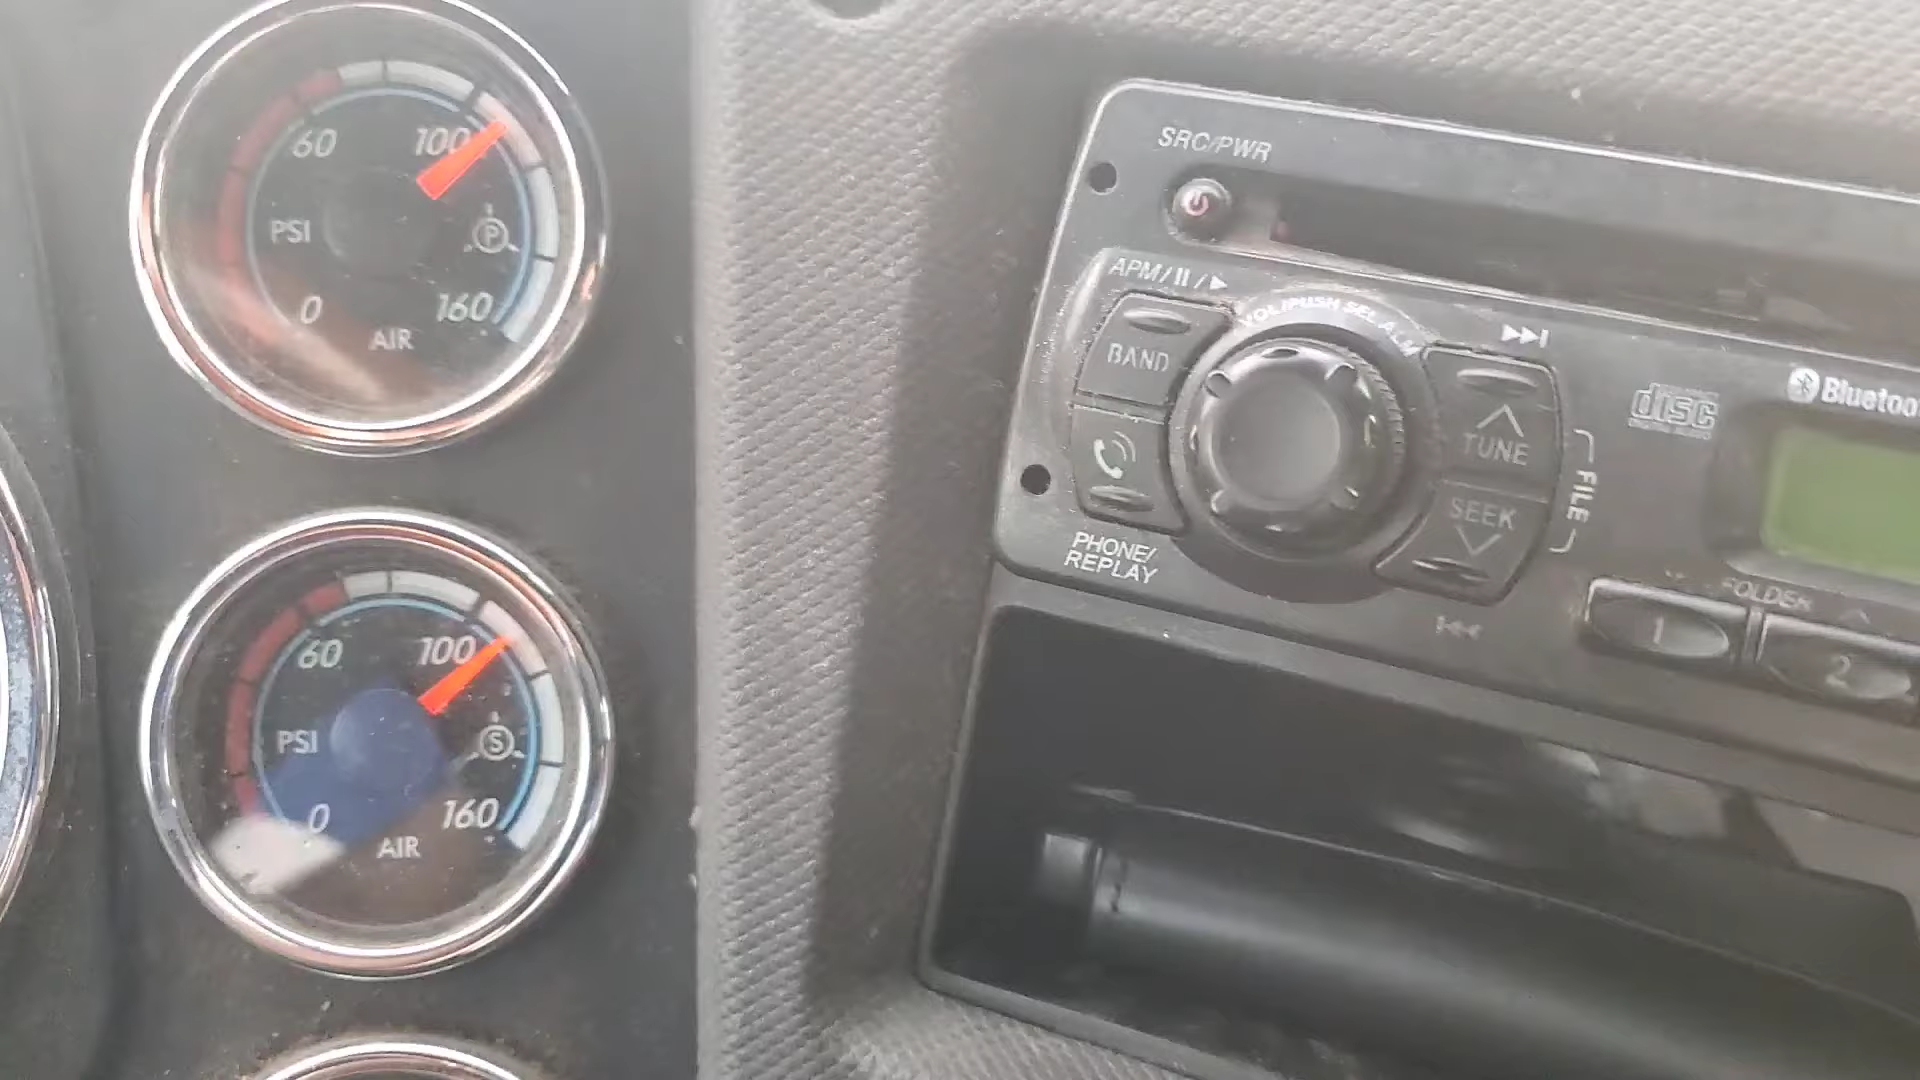 60
100
PSI
P
0
160
AIR
60
100
PSI
S
0
160
AIR
SRC/PWR
APM/II/▶
VOL/PUSH SEL ALM
BAND
TUNE
SEEK
FILE
PHONE/
REPLAY
disc
Bluetoo
FOLDER
1
2